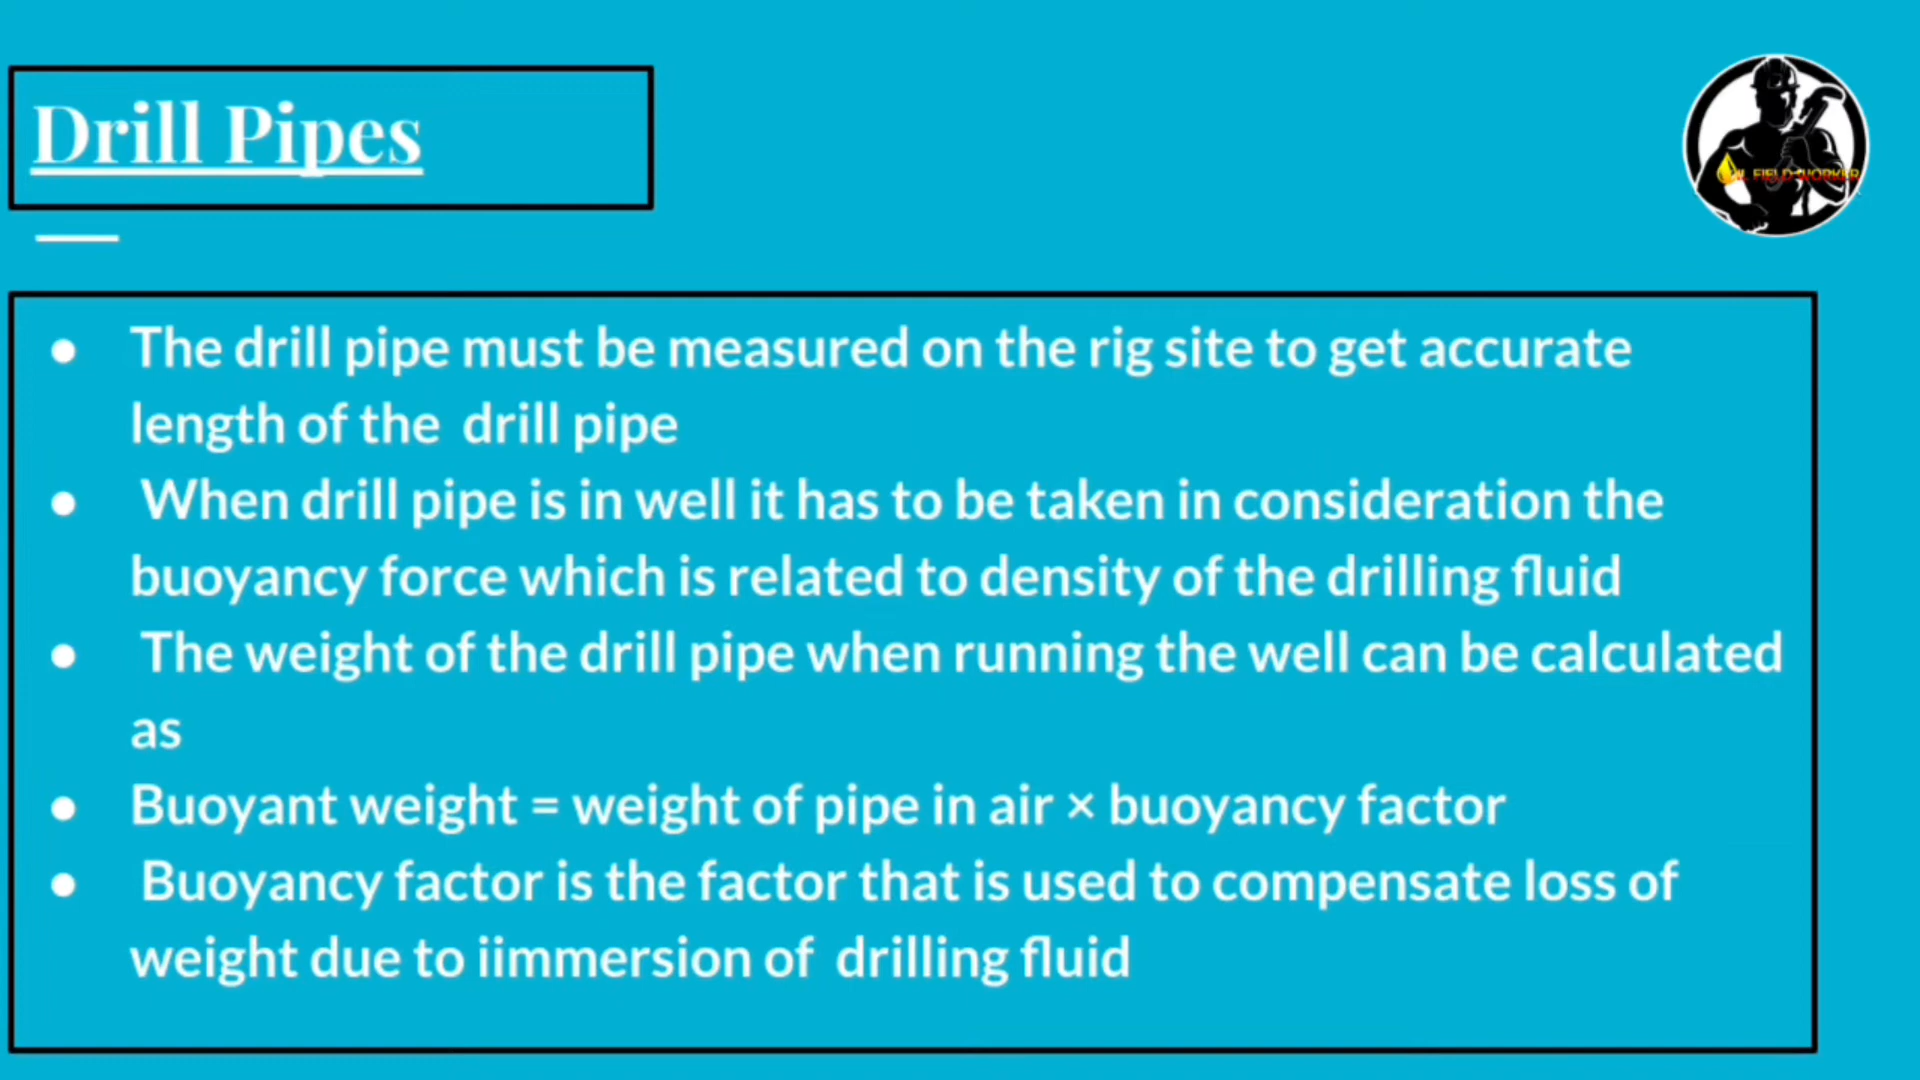 Drill Pipes
OIL FIELD WORKER
● The drill pipe must be measured on the rig site to get accurate
length of the drill pipe
● When drill pipe is in well it has to be taken in consideration the
buoyancy force which is related to density of the drilling fluid
● The weight of the drill pipe when running the well can be calculated
as
● Buoyant weight = weight of pipe in air × buoyancy factor
● Buoyancy factor is the factor that is used to compensate loss of
weight due to iimmersion of drilling fluid